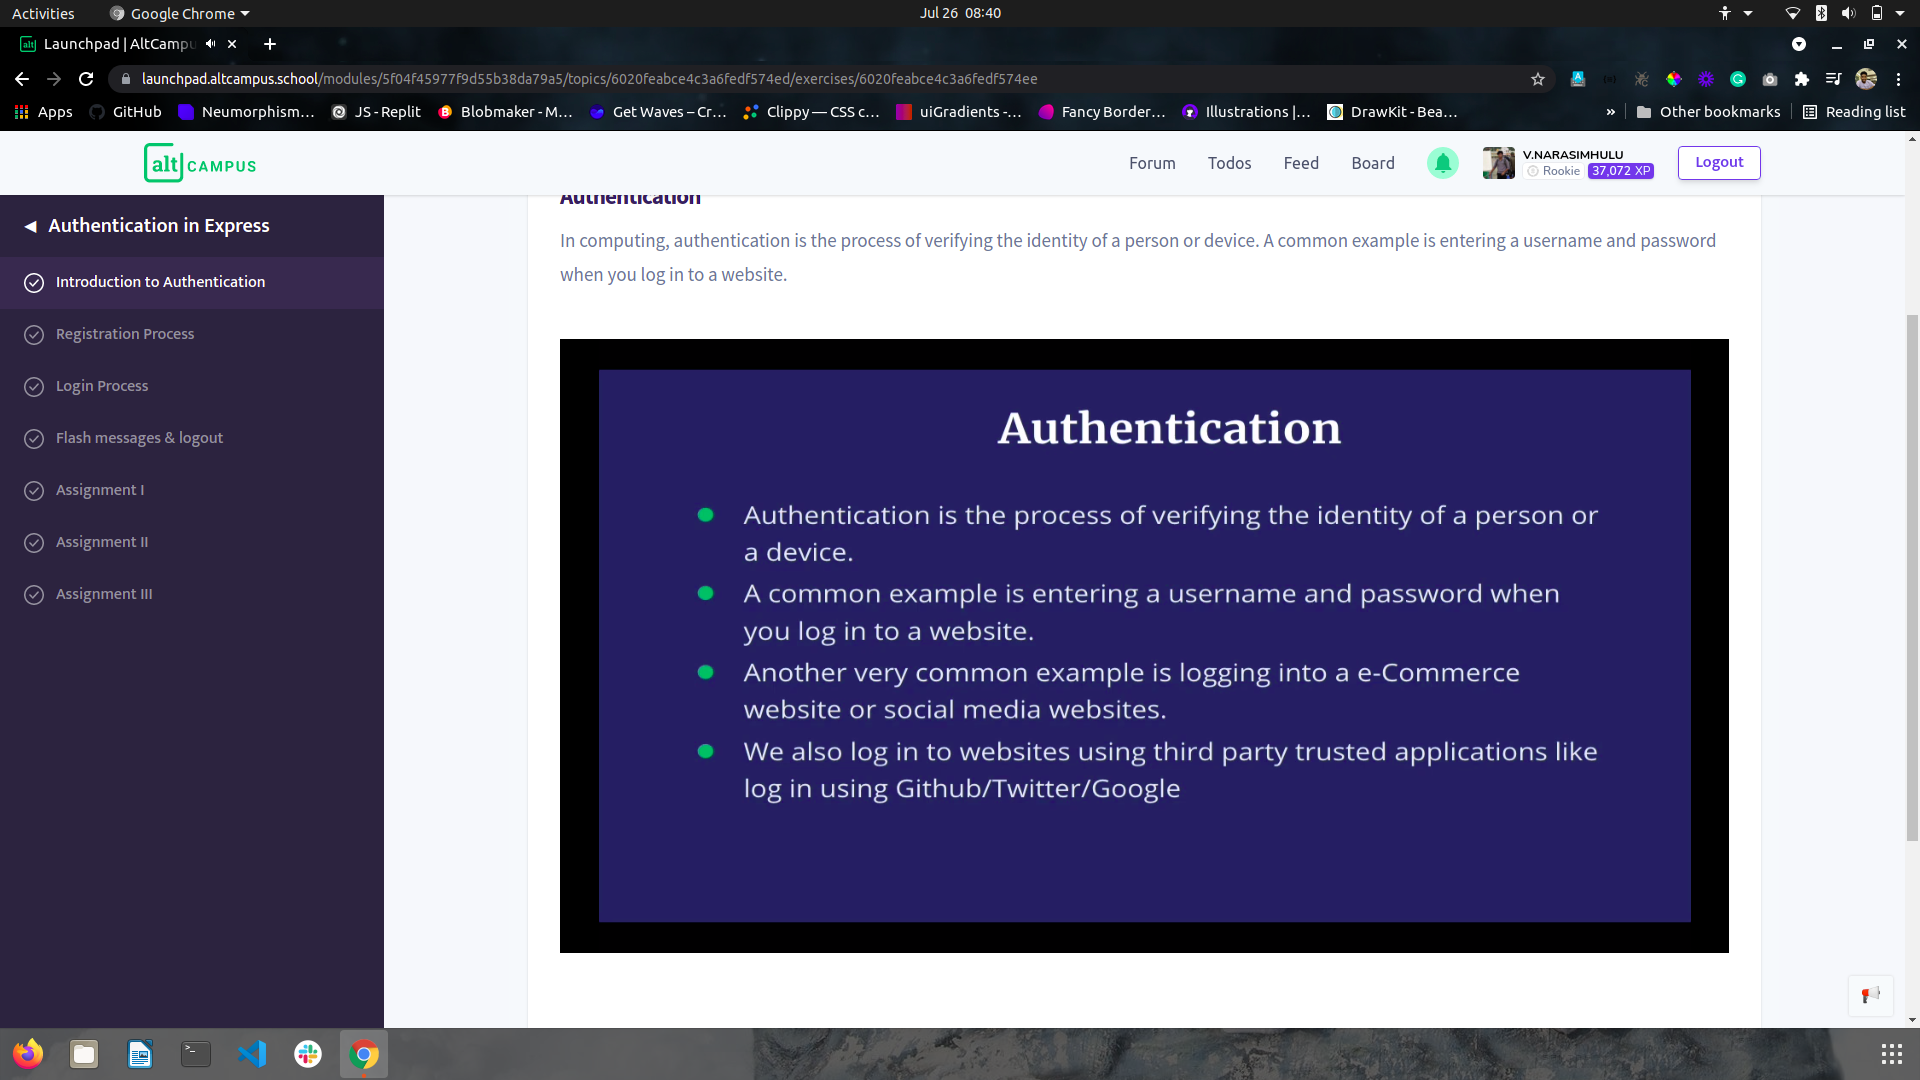 Activities
Google Chrome
Jul 26 08:40
Launchpad | AltCampu
launchpad.altcampus.school/modules/5f04f45977f9d55b38da79a5/topics/6020feabce4c3a6fedf574ed/exercises/6020feabce4c3a6fedf574ee
Apps
GitHub
Neumorphism...
JS - Replit
Blobmaker - M...
Get Waves – Cr...
Clippy — CSS c...
uiGradients -...
Fancy Border...
Illustrations |...
DrawKit - Bea...
»
Other bookmarks
Reading list
alt CAMPUS
Forum
Todos
Feed
Board
V.NARASIMHULU
Rookie
37,072 XP
Logout
Authentication in Express
Introduction to Authentication
Registration Process
Login Process
Flash messages & logout
Assignment I
Assignment II
Assignment III
Authentication
In computing, authentication is the process of verifying the identity of a person or device. A common example is entering a username and password
when you log in to a website.
Authentication
Authentication is the process of verifying the identity of a person or
a device.
A common example is entering a username and password when
you log in to a website.
Another very common example is logging into a e-Commerce
website or social media websites.
We also log in to websites using third party trusted applications like
log in using Github/Twitter/Google